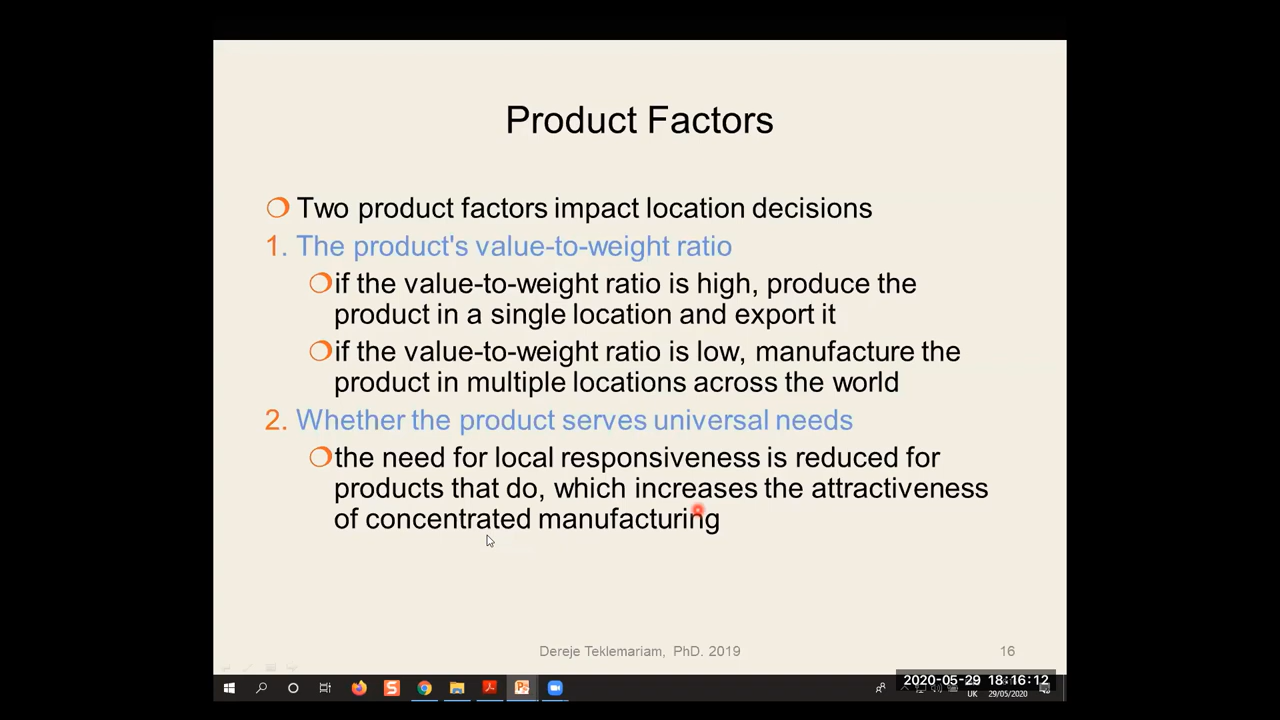 Product Factors
Two product factors impact location decisions
1. The product's value-to-weight ratio
if the value-to-weight ratio is high, produce the
product in a single location and export it
if the value-to-weight ratio is low, manufacture the
product in multiple locations across the world
2. Whether the product serves universal needs
the need for local responsiveness is reduced for
products that do, which increases the attractiveness
of concentrated manufacturing
Dereje Teklemariam, PhD. 2019
16
2020-05-29 18:16:12
UK
29/05/2020